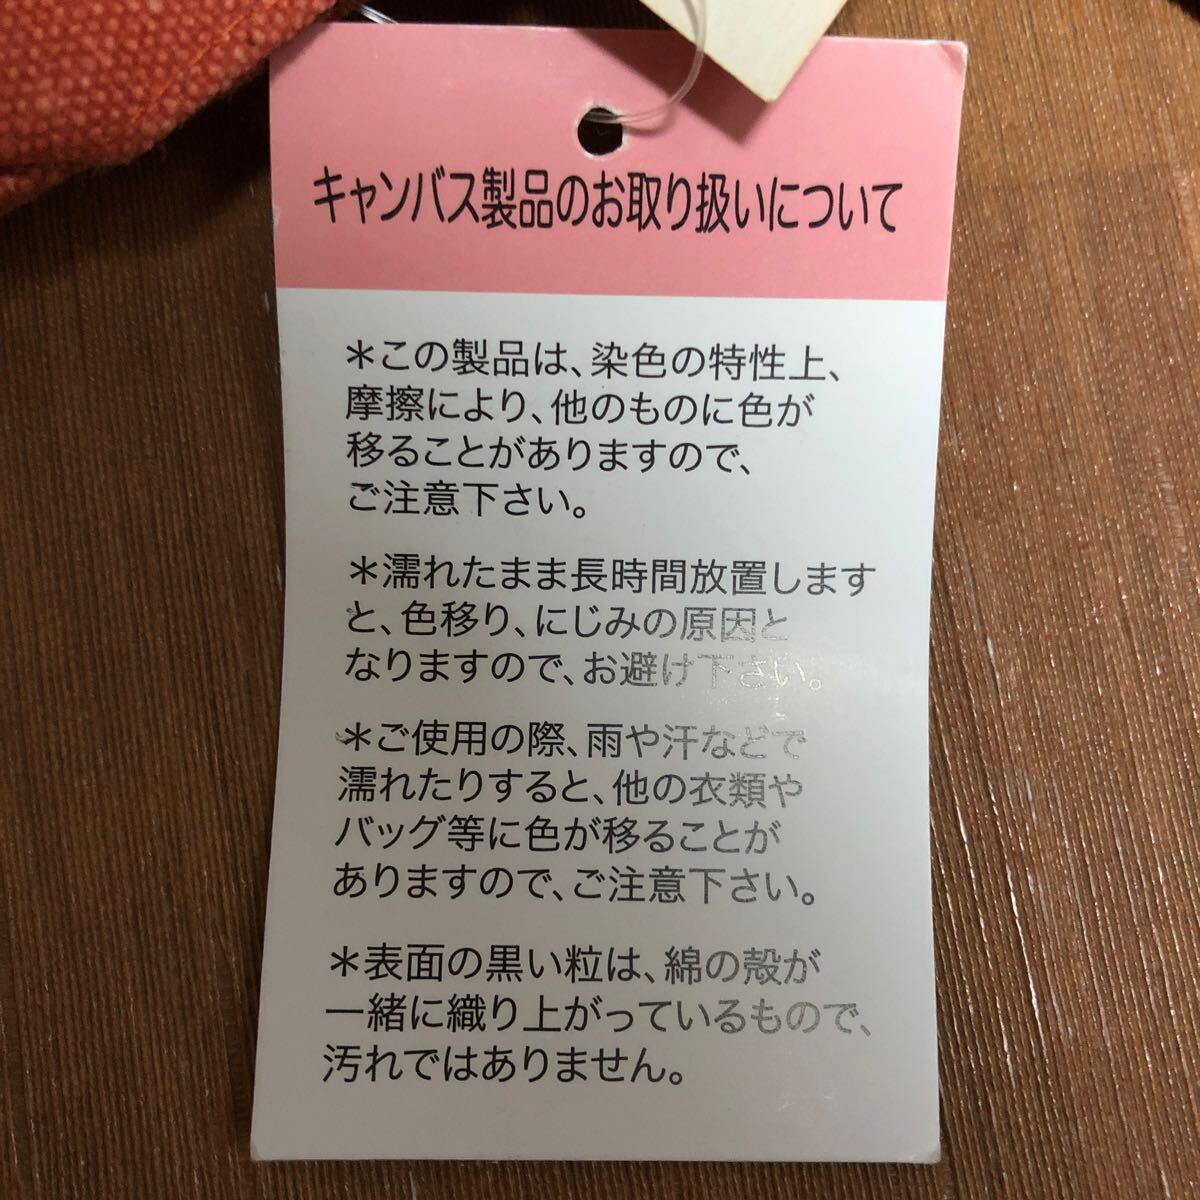 キャンバス製品のお取り扱いについて
＊この製品は、染色の特性上、
摩擦により、他のものに色が
移ることがありますので、
ご注意下さい。
＊濡れたまま長時間放置します
と、色移り、にじみの原因と
なりますので、お避け下さい。
＊ご使用の際、雨や汗などで
濡れたりすると、他の衣類や
バッグ等に色が移ることが
ありますので、ご注意下さい。
＊表面の黒い粒は、綿の殻が
一緒に織り上がっているもので、
汚れではありません。